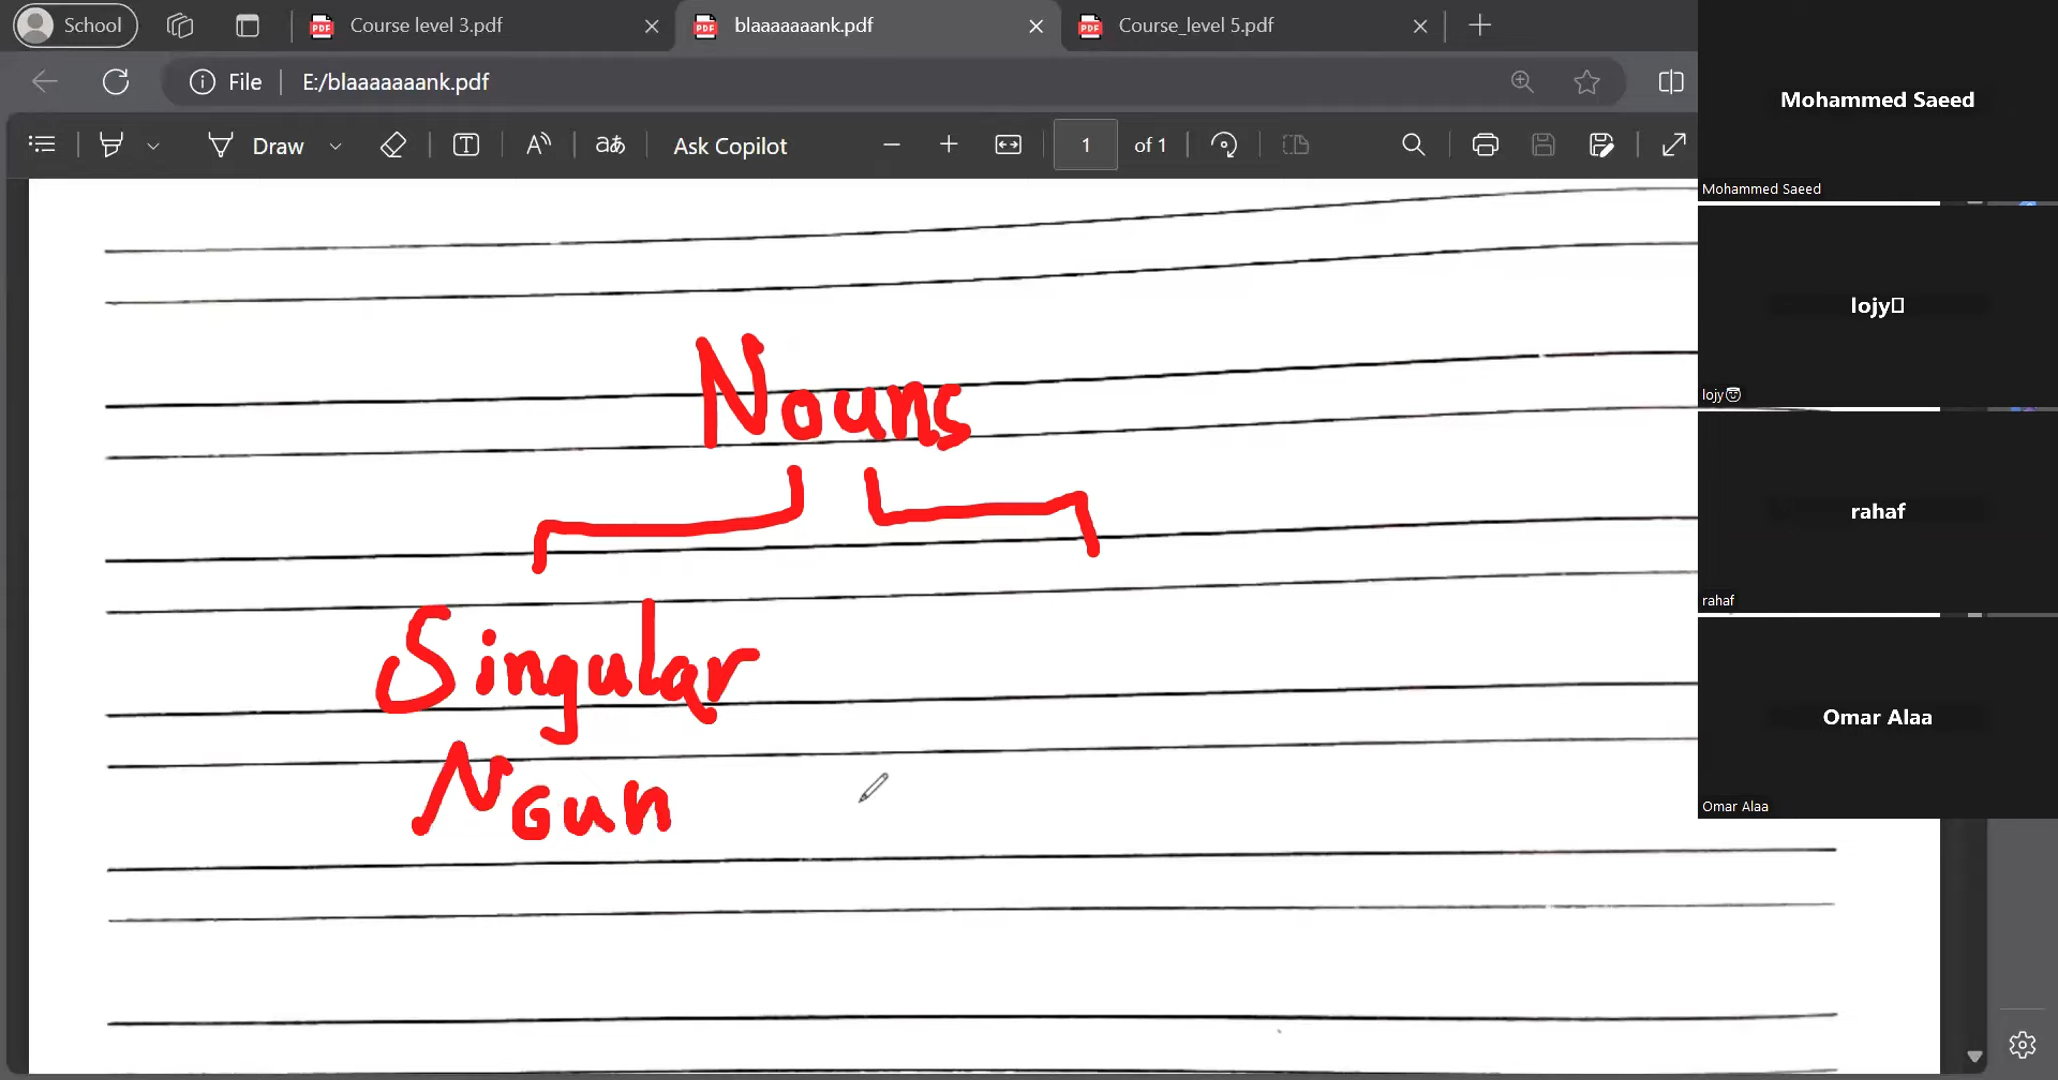 School
Course level 3.pdf
blaaaaaaank.pdf
Course_level 5.pdf
File
E:/blaaaaaaank.pdf
Draw
Ask Copilot
1
of 1
Nouns
Singular
Noun
Mohammed Saeed
Mohammed Saeed
lojy
lojy😇
rahaf
rahaf
Omar Alaa
Omar Alaa